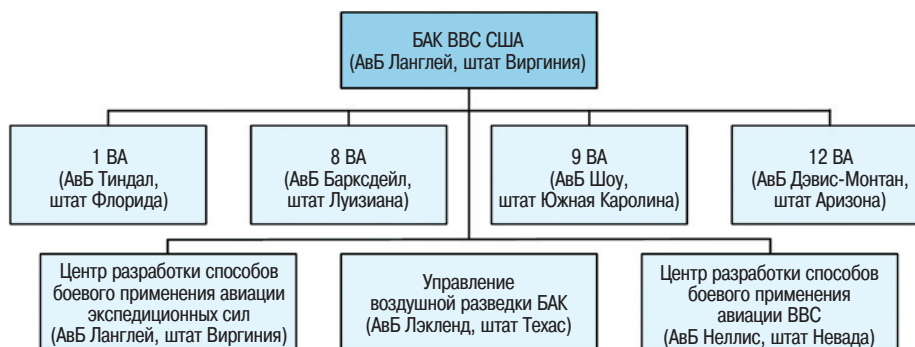 БАК ВВС США
(АвБ Ланглей, штат Виргиния)
1 ВА
(АвБ Тиндал,
штат Флорида)
8 ВА
(АвБ Барксдейл,
штат Луизиана)
9 ВА
(АвБ Шоу,
штат Южная Каролина)
12 ВА
(АвБ Дэвис-Монтан,
штат Аризона)
Центр разработки способов
боевого применения авиации
экспедиционных сил
(АвБ Ланглей, штат Виргиния)
Управление
воздушной разведки БАК
(АвБ Лэкленд, штат Техас)
Центр разработки способов
боевого применения
авиации ВВС
(АвБ Неллис, штат Невада)